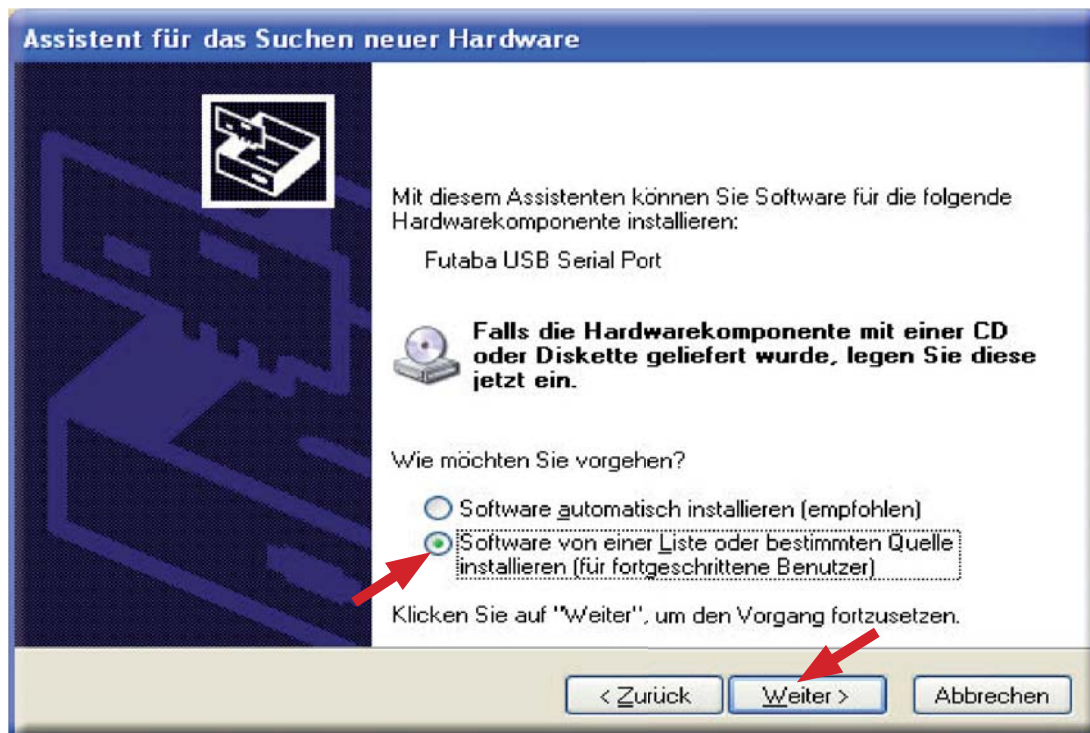 Assistent für das Suchen neuer Hardware
Mit diesem Assistenten können Sie Software für die folgende
Hardwarekomponente installieren:
Futaba USB Serial Port
Falls die Hardwarekomponente mit einer CD
oder Diskette geliefert wurde, legen Sie diese
jetzt ein.
Wie möchten Sie vorgehen?
Software automatisch installieren (empfohlen)
Software von einer Liste oder bestimmten Quelle
installieren (für fortgeschrittene Benutzer)
Klicken Sie auf "Weiter", um den Vorgang fortzusetzen.
< Zurück Weiter > Abbrechen